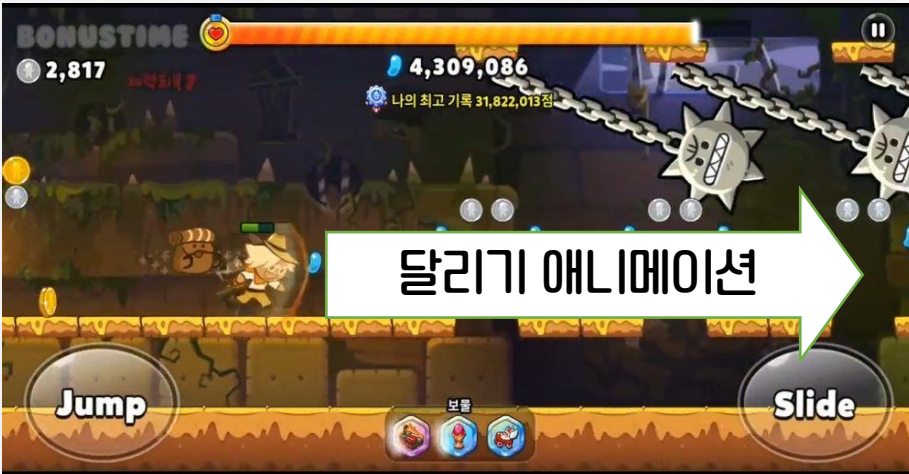 BONUSTIME
2,817
4,309,086
나의 최고 기록 31,822,013점
달리기 애니메이션
Jump
보물
Slide